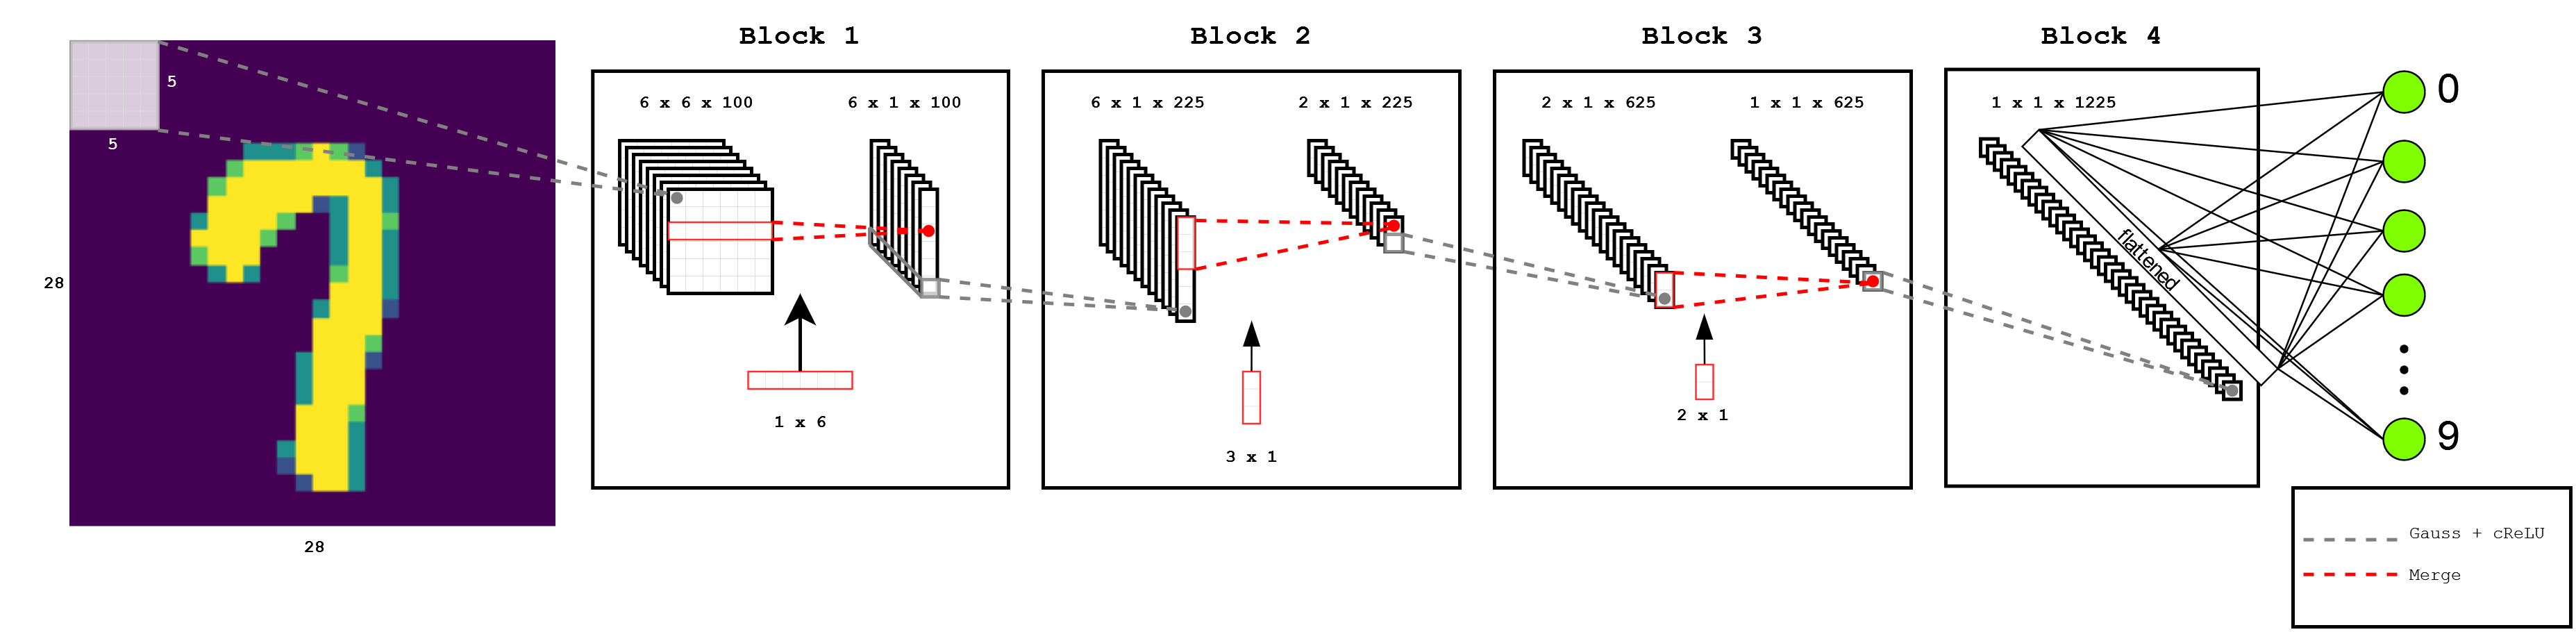 5
5
28
28
Block 1
6 x 6 x 100
6 x 1 x 100
1 x 6
Block 2
6 x 1 x 225
2 x 1 x 225
3 x 1
Block 3
2 x 1 x 625
1 x 1 x 625
2 x 1
Block 4
1 x 1 x 1225
flattened
0
9
Gauss + cReLU
Merge